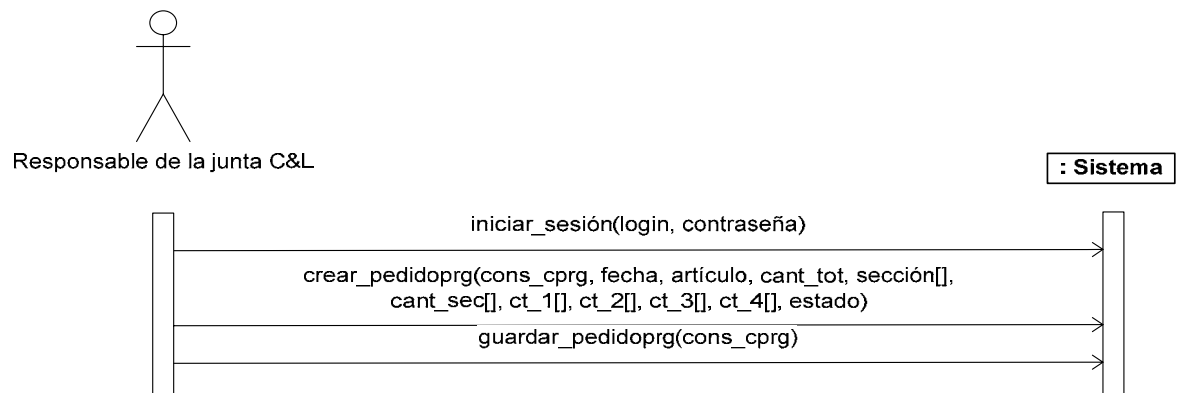 Responsable de la junta C&L
: Sistema
iniciar_sesión(login, contraseña)
crear_pedidoprg(cons_cprg, fecha, artículo, cant_tot, sección[],
cant_sec[], ct_1[], ct_2[], ct_3[], ct_4[], estado)
guardar_pedidoprg(cons_cprg)